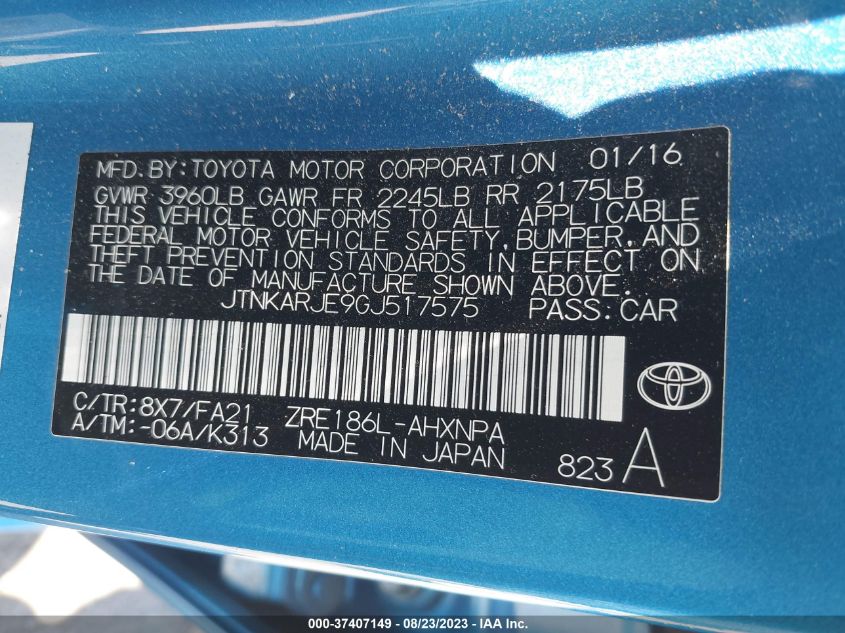 MFD. BY: TOYOTA MOTOR CORPORATION 01/16
GVWR 3960LB GAWR FR 2245LB RR 2175LB
THIS VEHICLE CONFORMS TO ALL APPLICABLE
FEDERAL MOTOR VEHICLE SAFETY, BUMPER, AND
THEFT PREVENTION STANDARDS IN EFFECT ON
THE DATE OF MANUFACTURE SHOWN ABOVE.
JTNKARJE9GJ517575 PASS. CAR
C/TR:8X7/FA21 ZRE186L-AHXNPA
A/TM:-06A/K313 MADE IN JAPAN
823 A
000-37407149 - 08/23/2023 - IAA Inc.